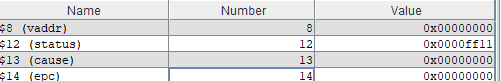 Name Number Value
$8 (vaddr) 8 0x00000000
$12 (status) 12 0x0000ff11
$13 (cause) 13 0x00000000
$14 (epc) 14 0x00000000